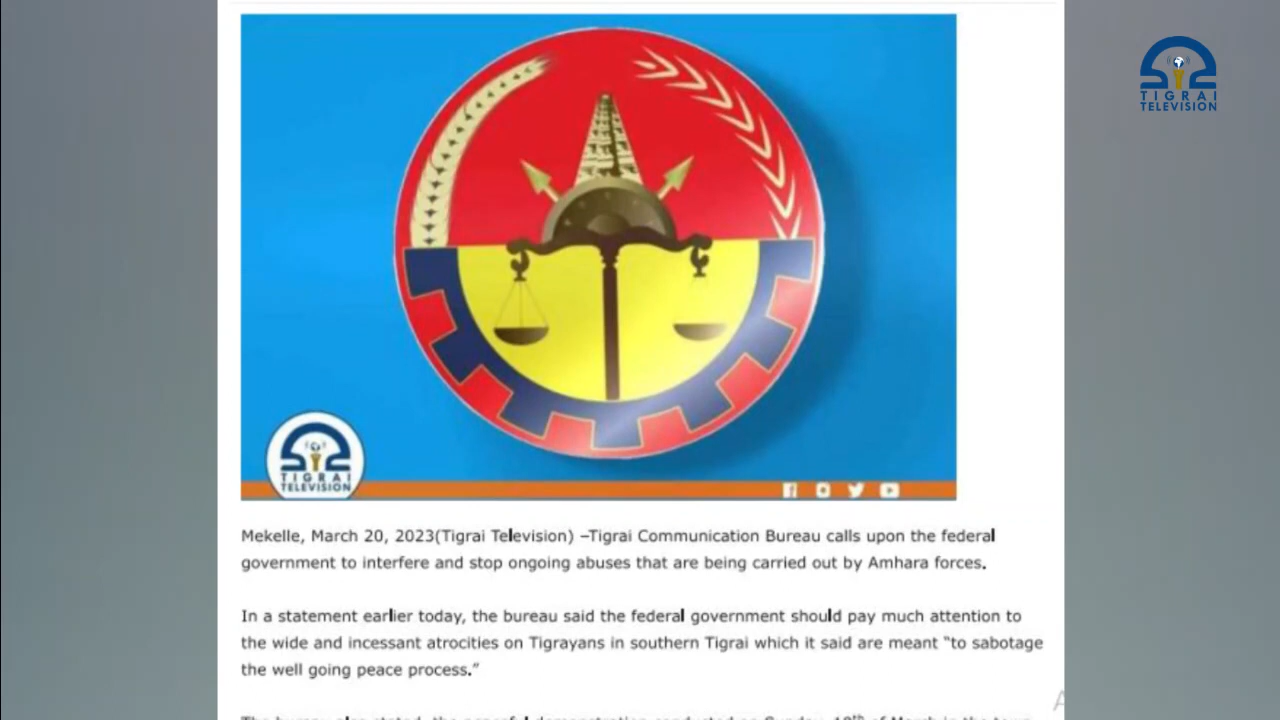 TIGRAI
TELEVISION
TIGRAI
TELEVISION
Mekelle, March 20, 2023(Tigrai Television) –Tigrai Communication Bureau calls upon the federal
government to interfere and stop ongoing abuses that are being carried out by Amhara forces.
In a statement earlier today, the bureau said the federal government should pay much attention to
the wide and incessant atrocities on Tigrayans in southern Tigrai which it said are meant “to sabotage
the well going peace process.”